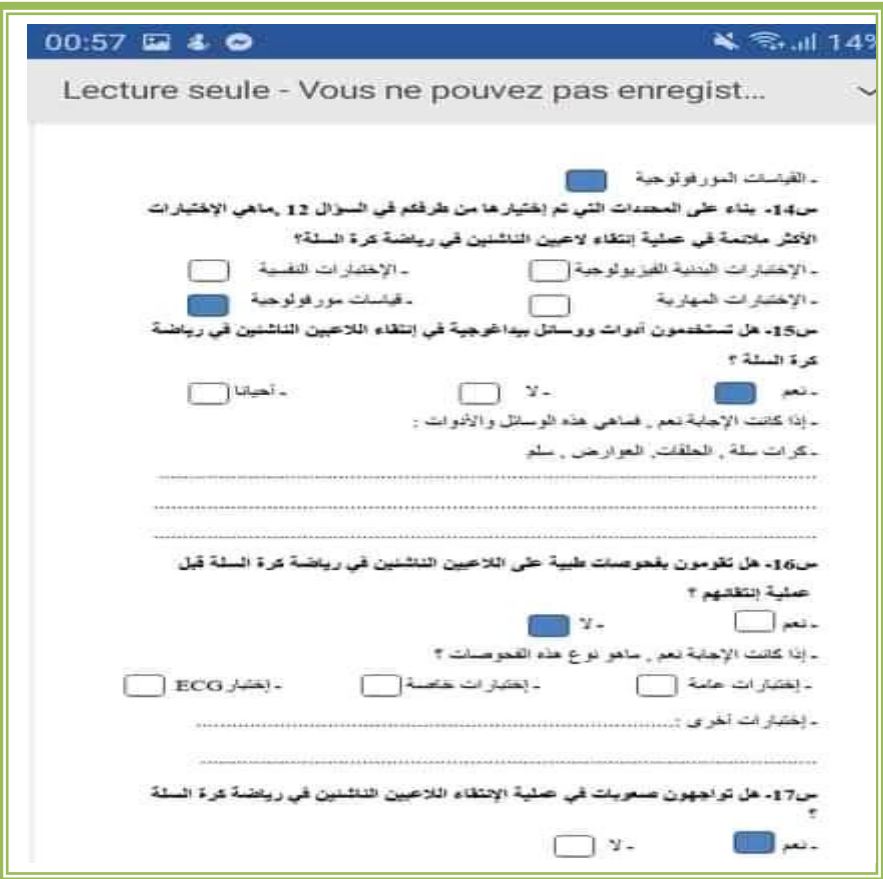 00:57 14%
Lecture seule - Vous ne pouvez pas enregist...
- القياسات المورفولوجية
س14- بناء على المحددات التي تم إختيارها من طرفكم في السؤال 12 ,ماهي الإختبارات
الأكثر ملائمة في عملية إنتقاء لاعبين الناشئين في رياضة كرة السلة؟
- الإختبارات البدنية الفيزيولوجية - الإختبارات النفسية
- الإختبارات المهارية - قياسات مورفولوجية
س15- هل تستخدمون أدوات ووسائل بيداغوجية في إنتقاء اللاعبين الناشئين في رياضة
كرة السلة ؟
- نعم - لا - أحيانا
- إذا كانت الإجابة نعم , فماهي هذه الوسائل والأدوات :
- كرات سلة , الحلقات, العوارض , سلم
س16- هل تقومون بفحوصات طبية على اللاعبين الناشئين في رياضة كرة السلة قبل
عملية إنتقائهم ؟
- نعم - لا
- إذا كانت الإجابة نعم , ماهو نوع هذه الفحوصات ؟
- إختبارات عامة - إختبارات خاصة - إختبار ECG
- إختبارات أخرى :
س17- هل تواجهون صعوبات في عملية الإنتقاء اللاعبين الناشئين في رياضة كرة السلة
؟
- نعم - لا